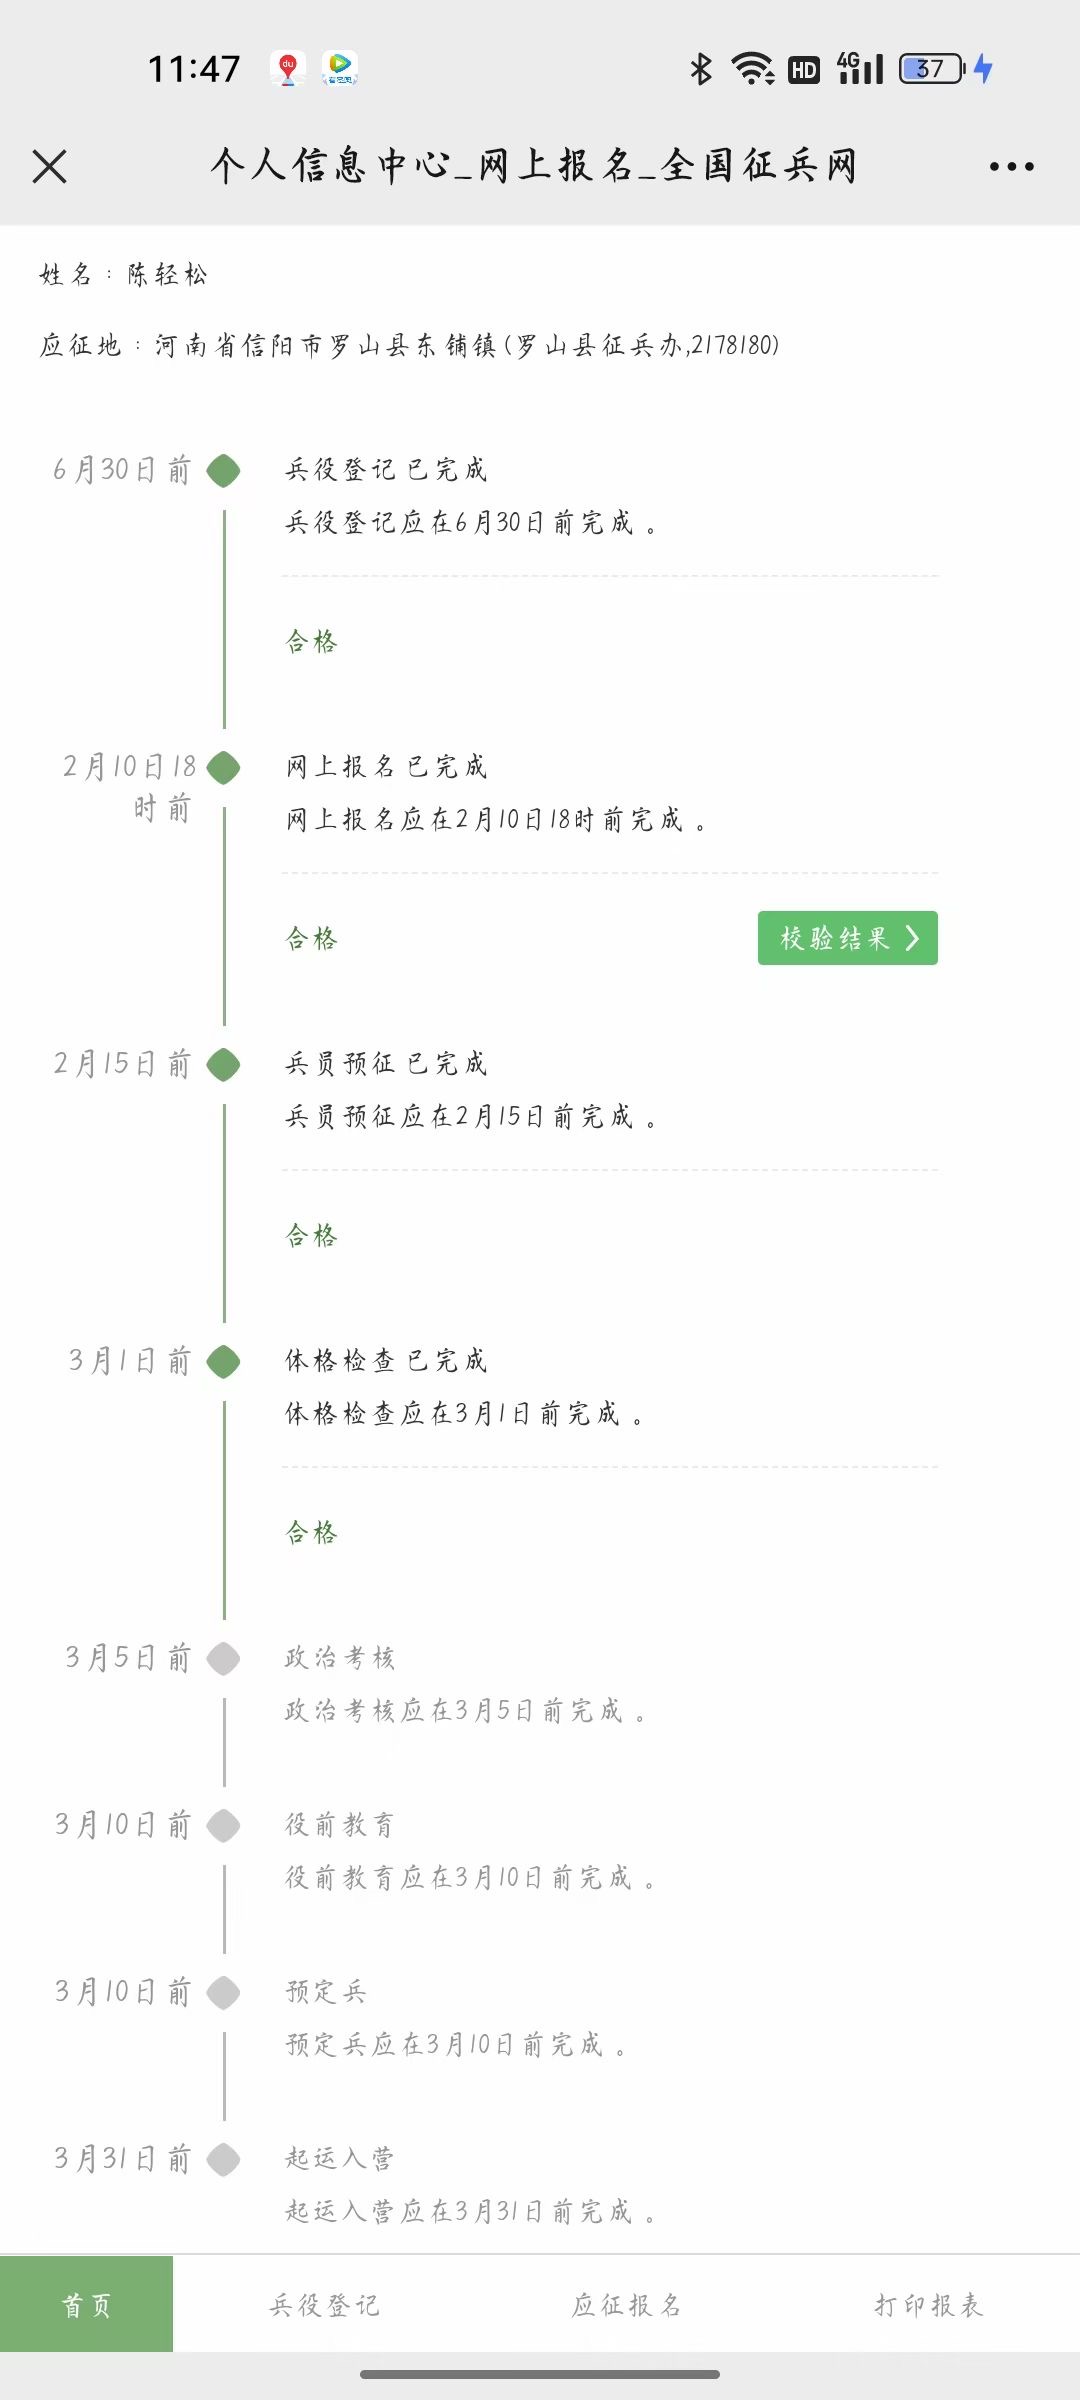 11:47
HD 4G 37
个人信息中心_网上报名_全国征兵网
姓名：陈轻松
应征地：河南省信阳市罗山县东铺镇(罗山县征兵办,2178180)
6月30日前
兵役登记 已完成
兵役登记应在6月30日前完成。
合格
2月10日18
时前
网上报名 已完成
网上报名应在2月10日18时前完成。
合格
校验结果
2月15日前
兵员预征 已完成
兵员预征应在2月15日前完成。
合格
3月1日前
体格检查 已完成
体格检查应在3月1日前完成。
合格
3月5日前
政治考核
政治考核应在3月5日前完成。
3月10日前
役前教育
役前教育应在3月10日前完成。
3月10日前
预定兵
预定兵应在3月10日前完成。
3月31日前
起运入营
起运入营应在3月31日前完成。
首页
兵役登记
应征报名
打印报表